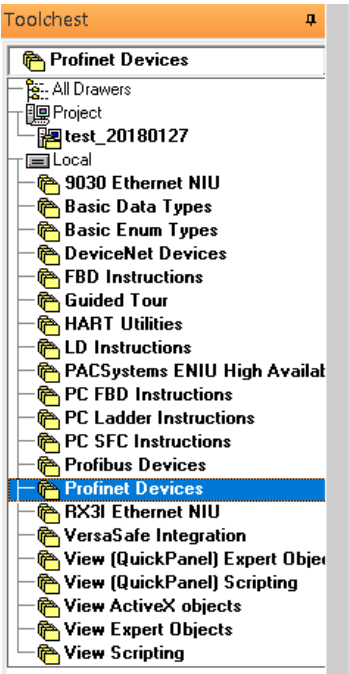 Toolchest
Profinet Devices
All Drawers
Project
test_20180127
Local
9030 Ethernet NIU
Basic Data Types
Basic Enum Types
DeviceNet Devices
FBD Instructions
Guided Tour
HART Utilities
LD Instructions
PACSystems ENIU High Availab
PC FBD Instructions
PC Ladder Instructions
PC SFC Instructions
Profibus Devices
Profinet Devices
RX3I Ethernet NIU
VersaSafe Integration
View (QuickPanel) Expert Obje
View (QuickPanel) Scripting
View ActiveX objects
View Expert Objects
View Scripting